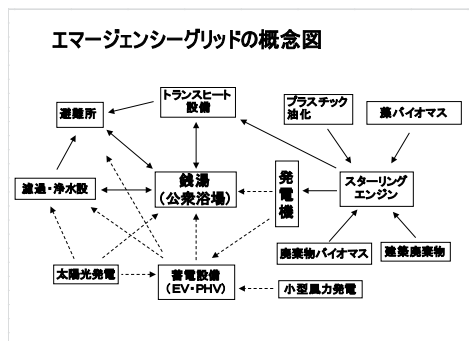 エマージェンシーグリッドの概念図
トランスヒート
設備
プラスチック
油化
藻バイオマス
避難所
発
電
機
銭湯
(公衆浴場)
スターリング
エンジン
濾過・浄水設
廃棄物バイオマス
建築廃棄物
太陽光発電
蓄電設備
(EV・PHV)
小型風力発電